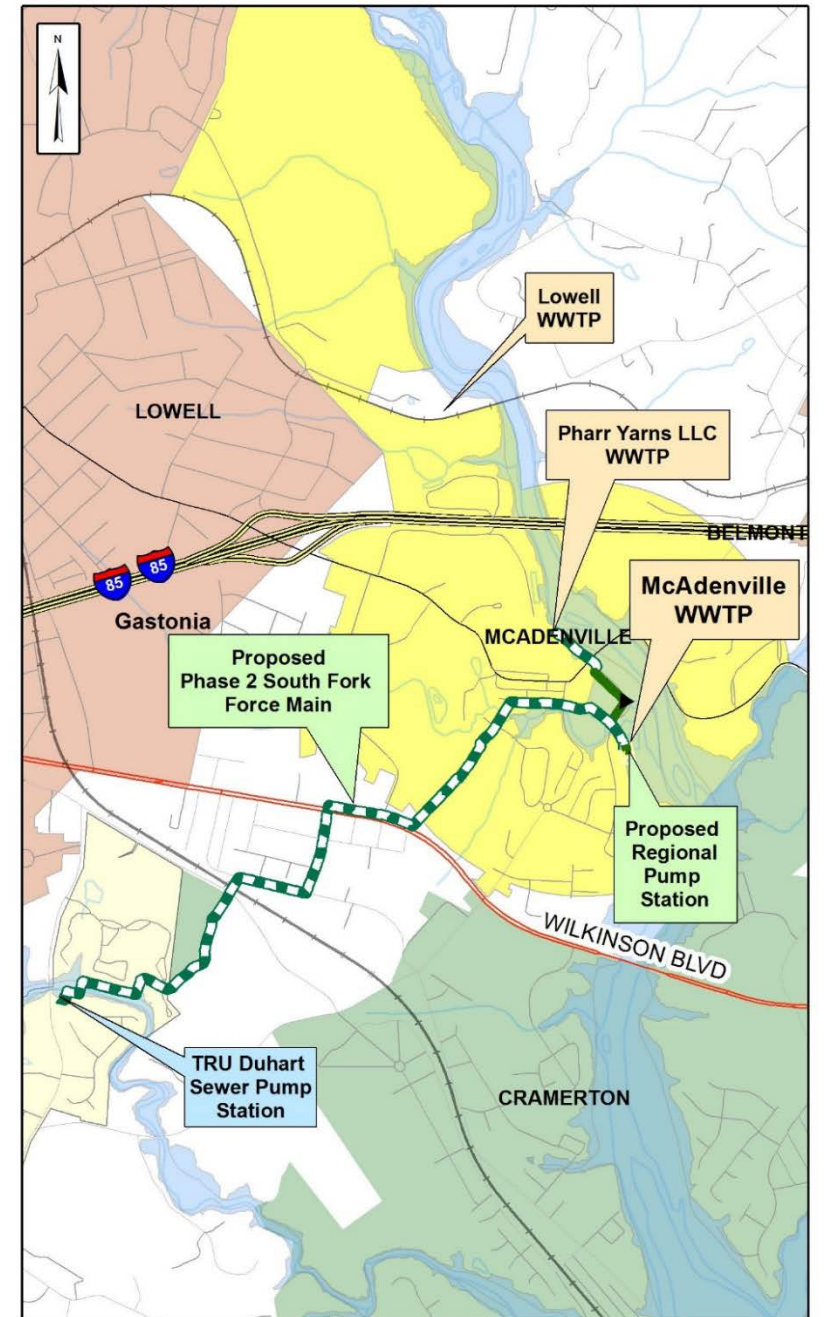 N
Lowell
WWTP
LOWELL
Pharr Yarns LLC
WWTP
BELMONT
85
85
McAdenville
WWTP
Gastonia
MCADENVILLE
Proposed
Phase 2 South Fork
Force Main
Proposed
Regional
Pump
Station
WILKINSON BLVD
TRU Duhart
Sewer Pump
Station
CRAMERTON